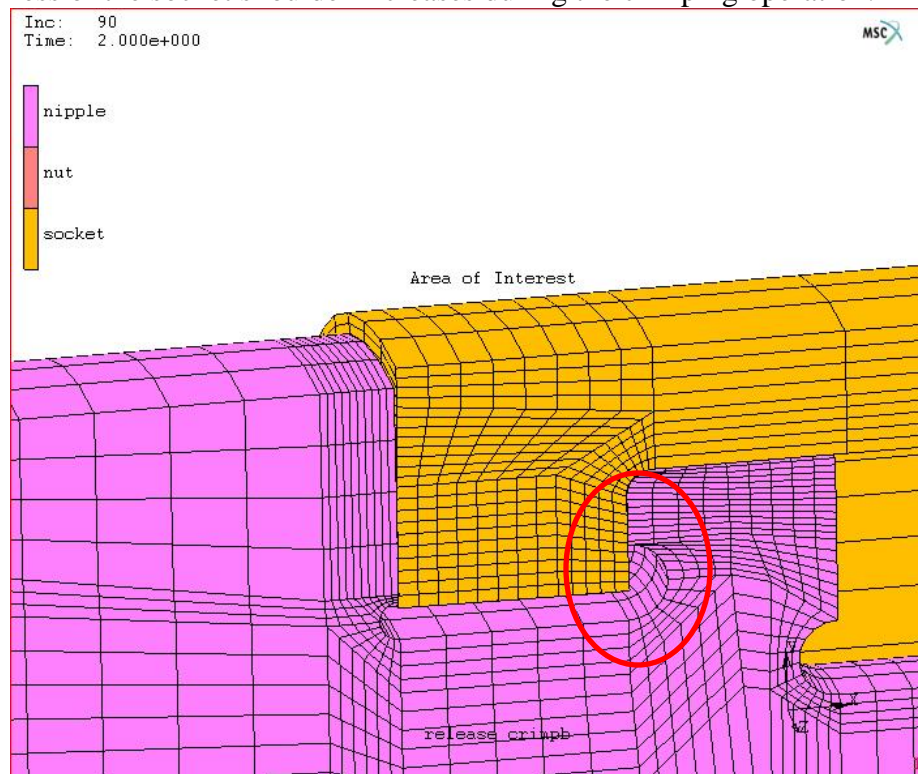 Inc: 90
Time: 2.000e+000
MSC
nipple
nut
socket
Area of Interest
Y
X
Z
release crimpb